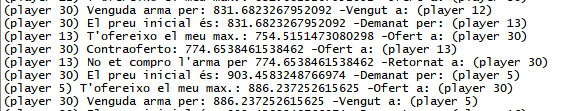 (player 30) Venguda arma per: 831.6823267952092 -Vengut a: (player 12)
(player 30) El preu inicial és: 831.6823267952092 -Demanat per: (player 13)
(player 13) T'ofereixo el meu max.: 754.5151473080298 -Ofert a: (player 30)
(player 30) Contraoferto: 774.6538461538462 -Ofert a: (player 13)
(player 13) No et compro l'arma per 774.6538461538462 -Retornat a: (player 30)
(player 30) El preu inicial és: 903.4583248766974 -Demanat per: (player 5)
(player 5) T'ofereixo el meu max.: 886.237252615625 -Ofert a: (player 30)
(player 30) Venguda arma per: 886.237252615625 -Vengut a: (player 5)